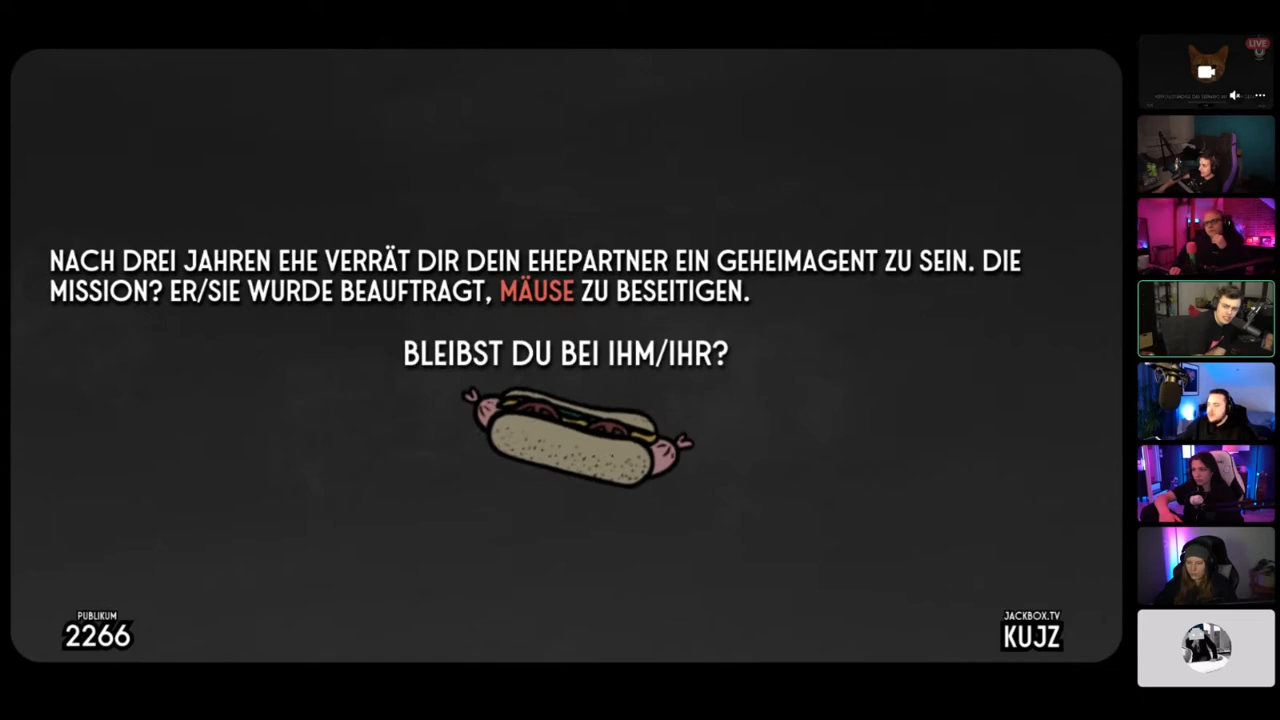 LIVE
NACH DREI JAHREN EHE VERRÄT DIR DEIN EHEPARTNER EIN GEHEIMAGENT ZU SEIN. DIE
MISSION? ER/SIE WURDE BEAUFTRAGT, MÄUSE ZU BESEITIGEN.
BLEIBST DU BEI IHM/IHR?
PUBLIKUM
2266
JACKBOX.TV
KUJZ